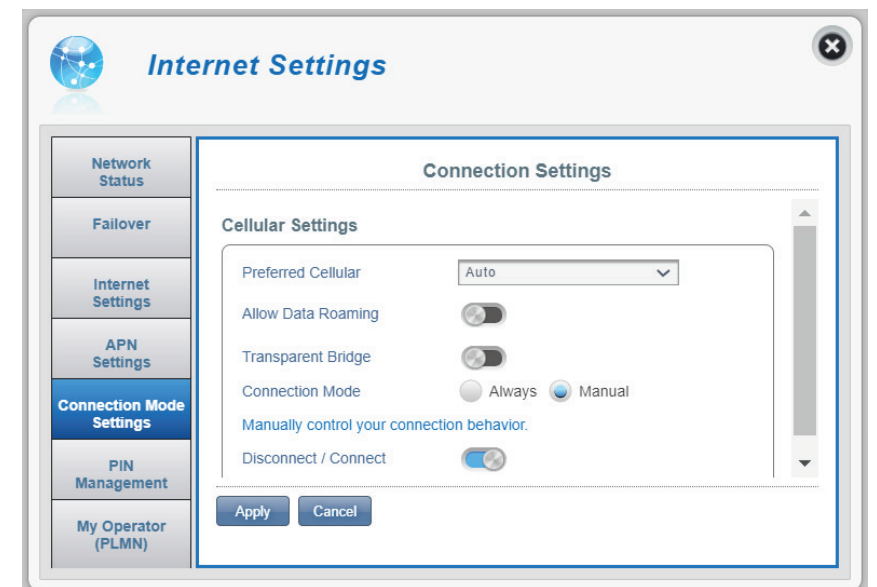 Internet Settings
Network
Status
Failover
Internet
Settings
APN
Settings
Connection Mode
Settings
PIN
Management
My Operator
(PLMN)
Connection Settings
Cellular Settings
Preferred Cellular Auto
Allow Data Roaming
Transparent Bridge
Connection Mode Always Manual
Manually control your connection behavior.
Disconnect / Connect
Apply Cancel